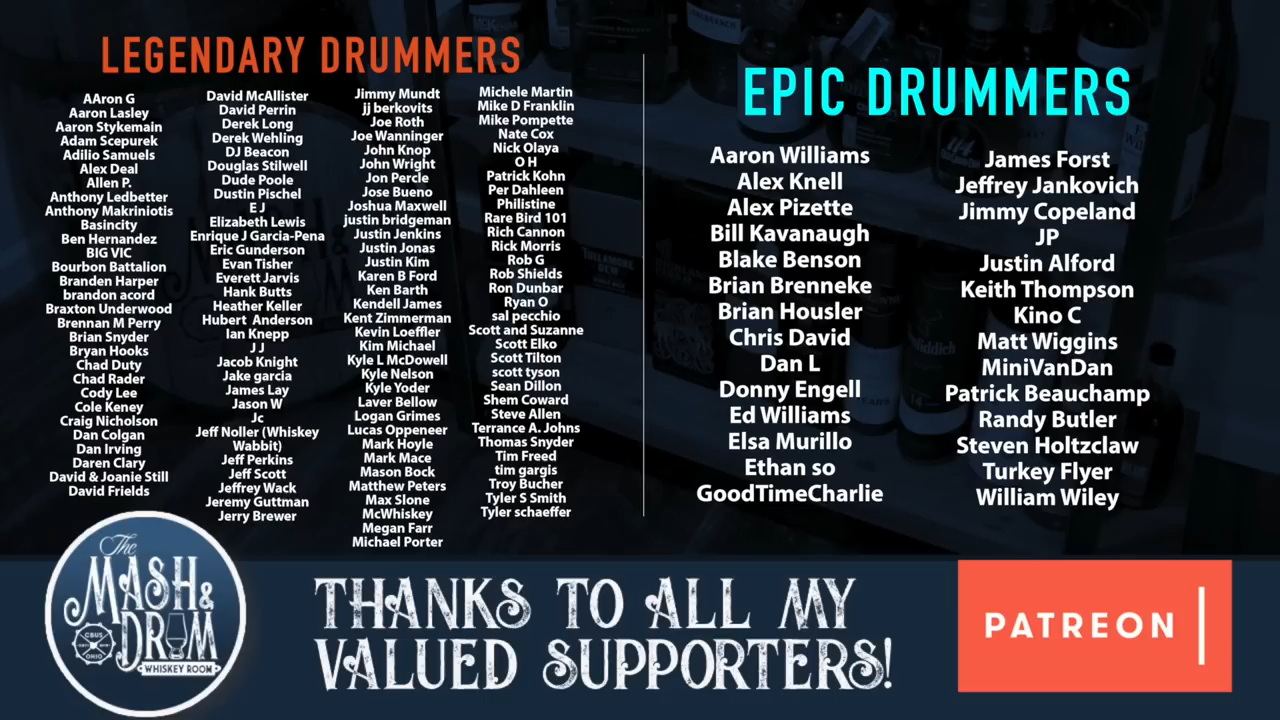 LEGENDARY DRUMMERS
AAron G
Aaron Lasley
Aaron Stykemain
Adam Scepurek
Adilio Samuels
Alex Deal
Allen P.
Anthony Ledbetter
Anthony Makriniotis
Basincity
Ben Hernandez
BIG VIC
Bourbon Battalion
Branden Harper
brandon acord
Braxton Underwood
Brennan M Perry
Brian Snyder
Bryan Hooks
Chad Duty
Chad Rader
Cody Lee
Cole Keney
Craig Nicholson
Dan Colgan
Dan Irving
Daren Clary
David & Joanie Still
David Frields
David McAllister
David Perrin
Derek Long
Derek Wehling
DJ Beacon
Douglas Stilwell
Dude Poole
Dustin Pischel
E J
Elizabeth Lewis
Enrique J Garcia-Pena
Eric Gunderson
Evan Tisher
Everett Jarvis
Hank Butts
Heather Keller
Hubert Anderson
Ian Knepp
J J
Jacob Knight
Jake garcia
James Lay
Jason W
Jc
Jeff Noller (Whiskey
Wabbit)
Jeff Perkins
Jeff Scott
Jeffrey Wack
Jeremy Guttman
Jerry Brewer
Jimmy Mundt
jj berkovits
Joe Roth
Joe Wanninger
John Knop
John Wright
Jon Percle
Jose Bueno
Joshua Maxwell
justin bridgeman
Justin Jenkins
Justin Jonas
Justin Kim
Karen B Ford
Ken Barth
Kendell James
Kent Zimmerman
Kevin Loeffler
Kim Michael
Kyle L McDowell
Kyle Nelson
Kyle Yoder
Laver Bellow
Logan Grimes
Lucas Oppeneer
Mark Hoyle
Mark Mace
Mason Bock
Matthew Peters
Max Slone
McWhiskey
Megan Farr
Michael Porter
Michele Martin
Mike D Franklin
Mike Pompette
Nate Cox
Nick Olaya
O H
Patrick Kohn
Per Dahleen
Philistine
Rare Bird 101
Rich Cannon
Rick Morris
Rob G
Rob Shields
Ron Dunbar
Ryan O
sal pecchio
Scott and Suzanne
Scott Elko
Scott Tilton
scott tyson
Sean Dillon
Shem Coward
Steve Allen
Terrance A. Johns
Thomas Snyder
Tim Freed
tim gargis
Troy Bucher
Tyler S Smith
Tyler schaeffer
EPIC DRUMMERS
Aaron Williams
Alex Knell
Alex Pizette
Bill Kavanaugh
Blake Benson
Brian Brenneke
Brian Housler
Chris David
Dan L
Donny Engell
Ed Williams
Elsa Murillo
Ethan so
GoodTimeCharlie
James Forst
Jeffrey Jankovich
Jimmy Copeland
JP
Justin Alford
Keith Thompson
Kino C
Matt Wiggins
MiniVanDan
Patrick Beauchamp
Randy Butler
Steven Holtzclaw
Turkey Flyer
William Wiley
The
MASH &
DRUM
CBUS
OHIO
WHISKEY ROOM
THANKS TO ALL MY
VALUED SUPPORTERS!
PATREON